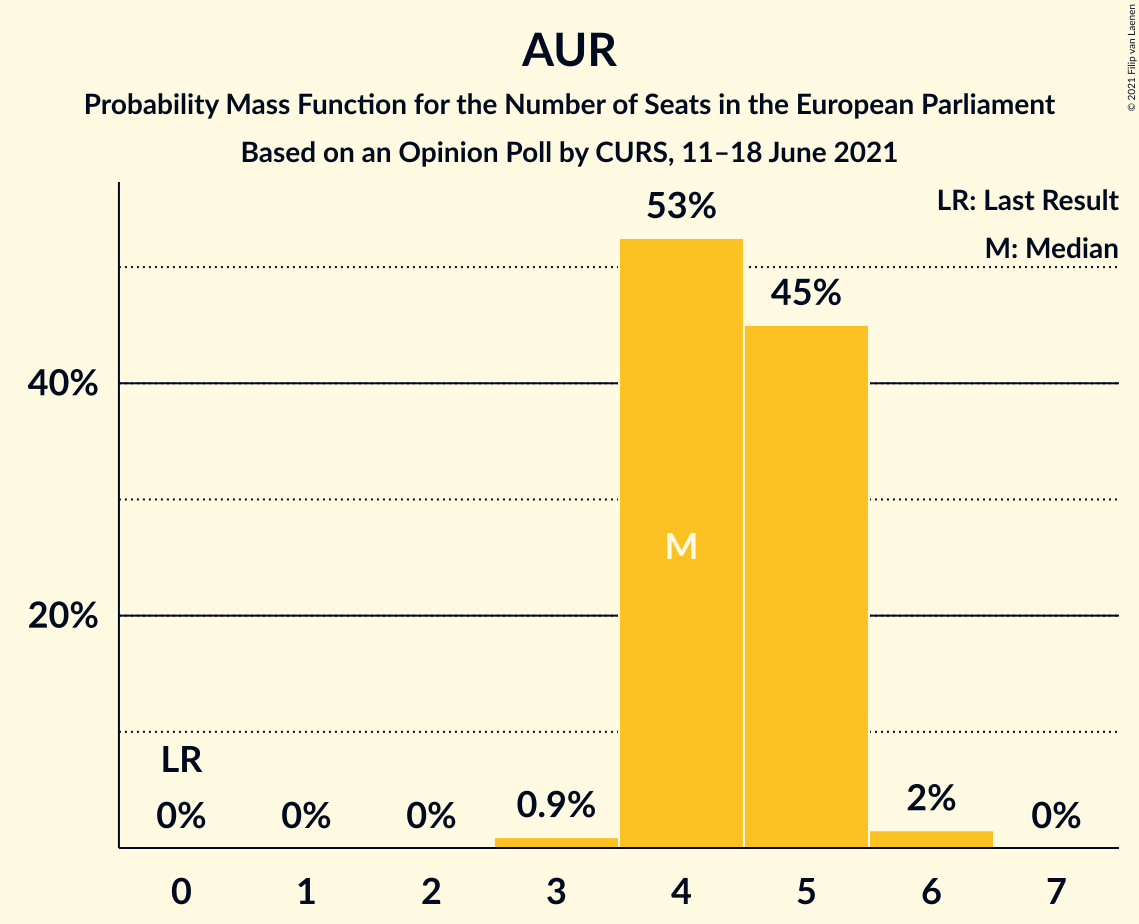 AUR
Probability Mass Function for the Number of Seats in the European Parliament
Based on an Opinion Poll by CURS, 11–18 June 2021
© 2021 Filip van Laenen
LR: Last Result
M: Median
53%
45%
40%
M
20%
LR
0%
0%
0%
0.9%
2%
0%
0
1
2
3
4
5
6
7